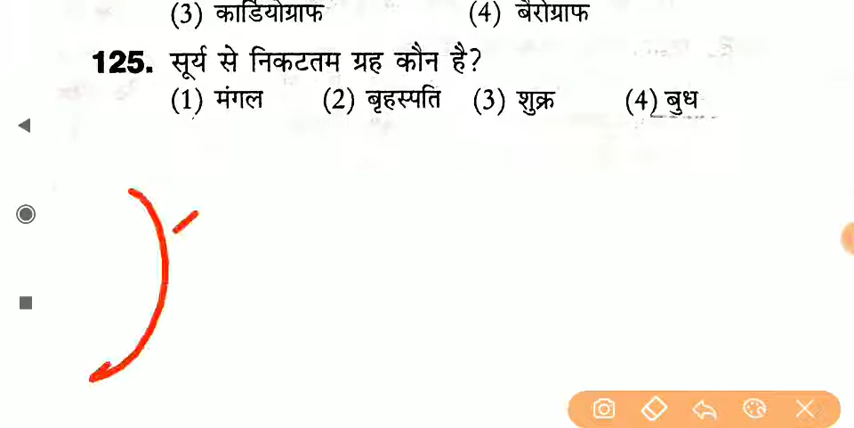 (3) कार्डियोग्राफ (4) बैरोग्राफ
125. सूर्य से निकटतम ग्रह कौन है?
(1) मंगल (2) बृहस्पति (3) शुक्र (4) बुध